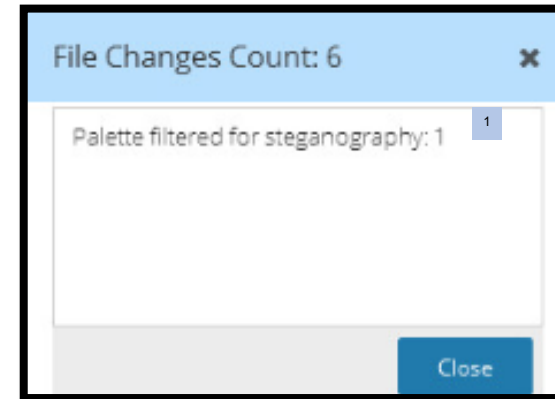 File Changes Count: 6 ×
Palette filtered for steganography: 1
1
Close